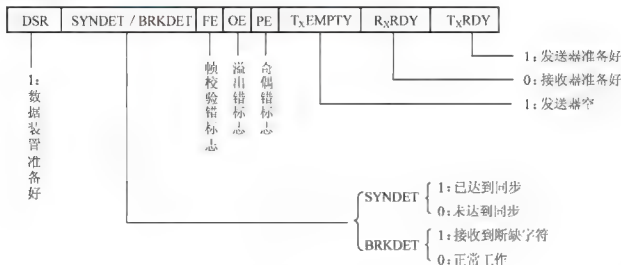 DSR SYNDET / BRKDET FE OE PE TXEMPTY RXRDY TXRDY
1:发送器准备好
0:接收器准备好
1:发送器空
1:数据装置准备好
帧校验错标志
溢出错标志
奇偶错标志
SYNDET
1:已达到同步
0:未达到同步
BRKDET
1:接收到断缺字符
0:正常工作